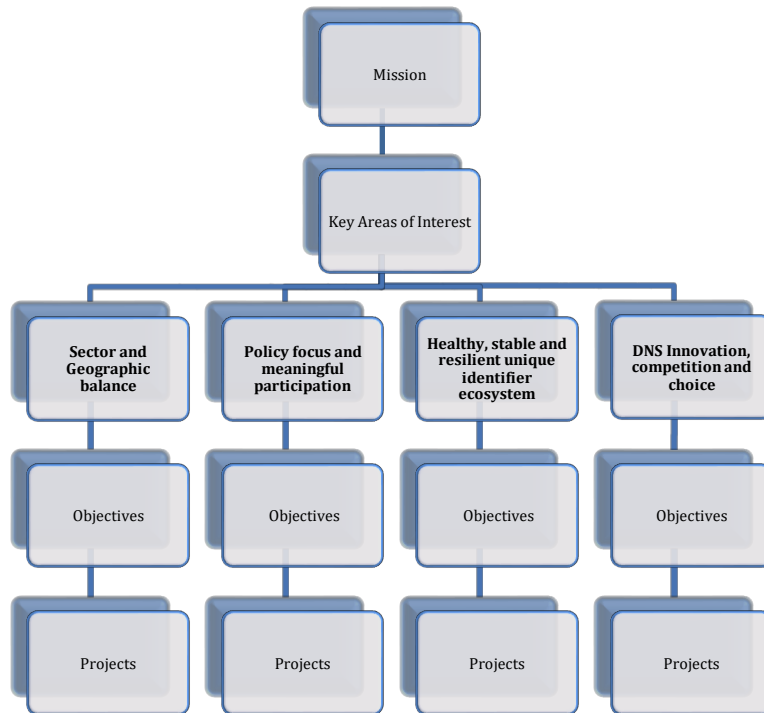 Mission
Key Areas of Interest
Sector and
Geographic
balance
Policy focus and
meaningful
participation
Healthy, stable and
resilient unique
identifier
ecosystem
DNS Innovation,
competition and
choice
Objectives
Objectives
Objectives
Objectives
Projects
Projects
Projects
Projects